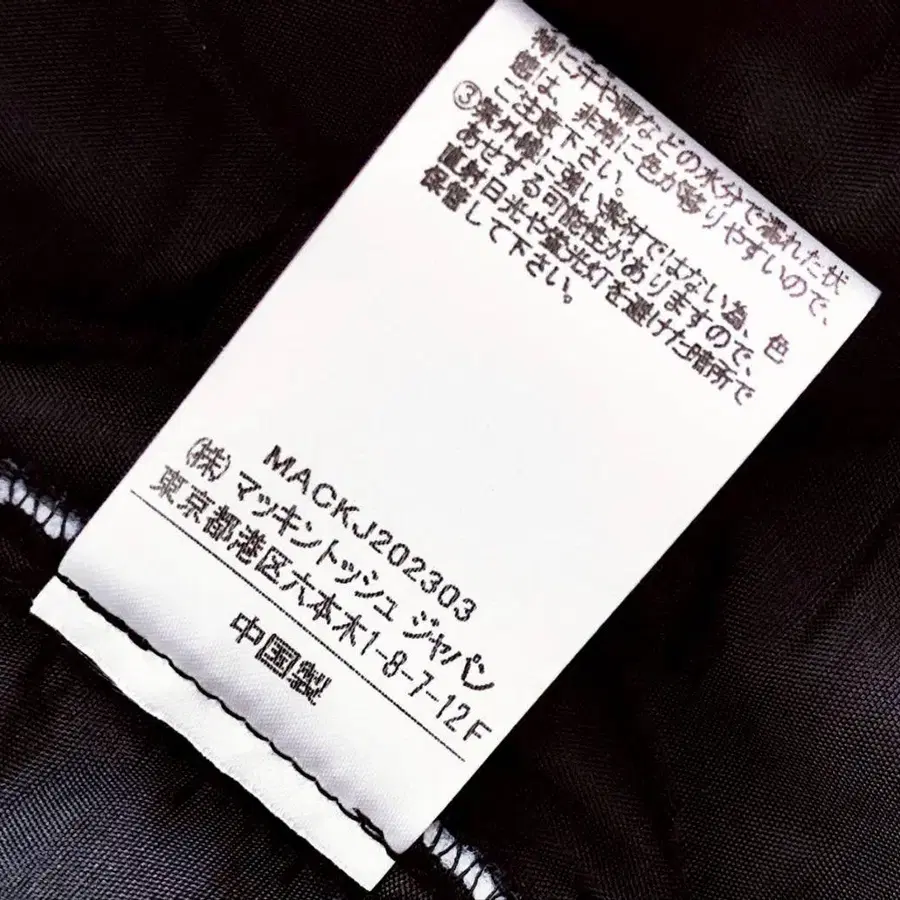 特に汗や雨などの水分で濡れた状
態は、非常に色が移りやすいので、
ご注意下さい。
③紫外線に強い素材ではない為、色
あせする可能性がありますので、
直射日光や蛍光灯を避けた暗所で
保管して下さい。
MACKJ202303
(株)マッキントッシュ ジャパン
東京都港区六本木1-8-7-12F
中国製